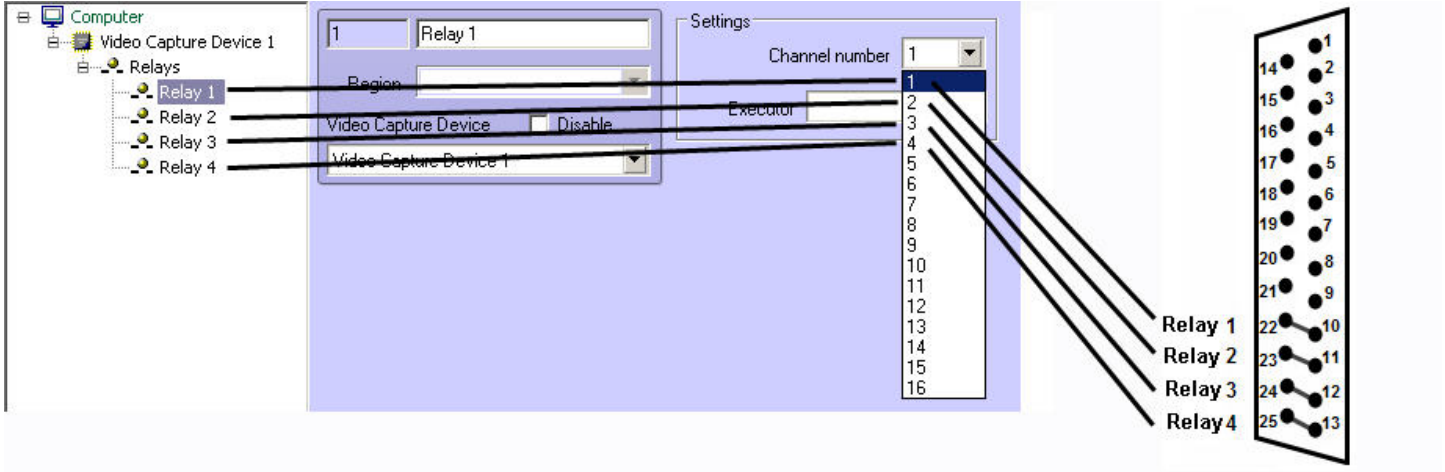 Computer
Video Capture Device 1
Relays
Relay 1
Relay 2
Relay 3
Relay 4
1
Relay 1
Region
Video Capture Device
Disable
Video Capture Device 1
Settings
Channel number
1
Executor
1
2
3
4
5
6
7
8
9
10
11
12
13
14
15
16
Relay 1
Relay 2
Relay 3
Relay 4
1
14
2
15
3
16
4
17
5
18
6
19
7
20
8
21
9
22
10
23
11
24
12
25
13